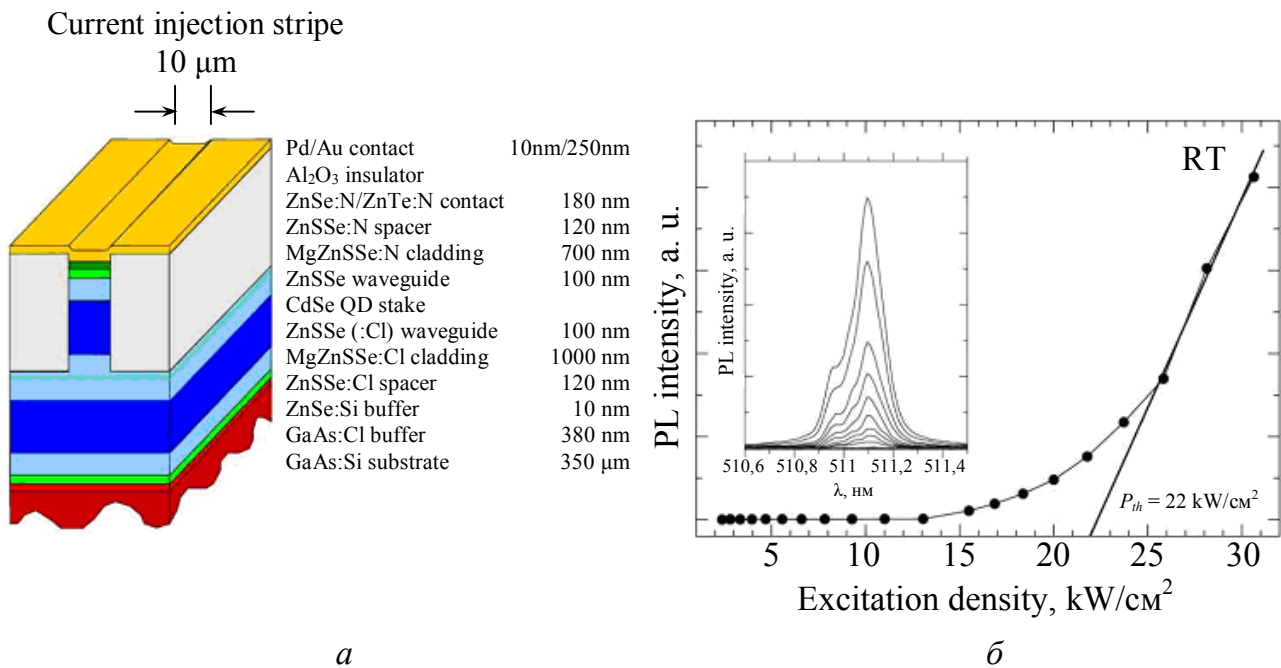 Current injection stripe
10 μm
Pd/Au contact 10nm/250nm
Al₂O₃ insulator
ZnSe:N/ZnTe:N contact 180 nm
ZnSSe:N spacer 120 nm
MgZnSSe:N cladding 700 nm
ZnSSe waveguide 100 nm
CdSe QD stake
ZnSSe (:Cl) waveguide 100 nm
MgZnSSe:Cl cladding 1000 nm
ZnSSe:Cl spacer 120 nm
ZnSe:Si buffer 10 nm
GaAs:Cl buffer 380 nm
GaAs:Si substrate 350 μm
а
PL intensity, a. u.
RT
PL intensity, a. u.
510,6 510,8 511 511,2 511,4
λ, нм
Pth = 22 kW/см²
5 10 15 20 25 30
Excitation density, kW/см²
б